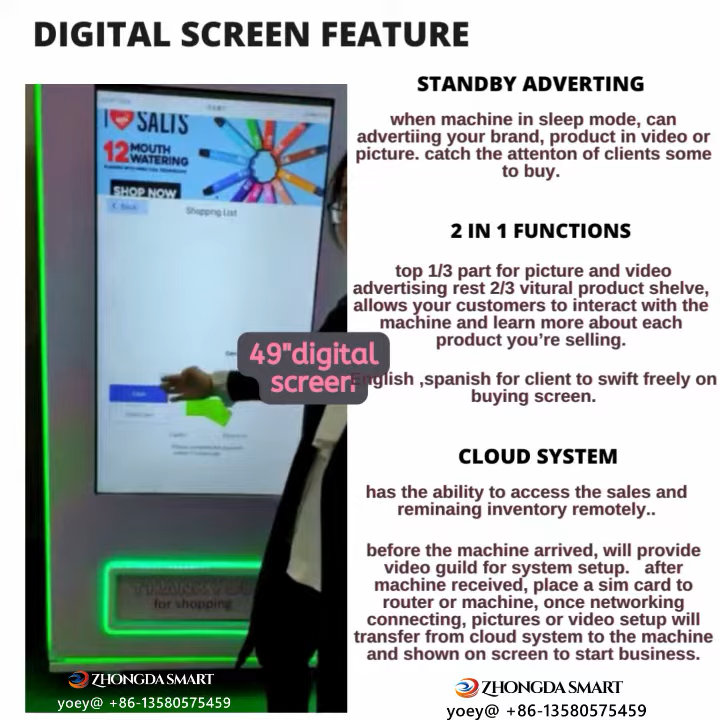 DIGITAL SCREEN FEATURE
I ❤ SALTS
12 MOUTH
WATERING
SHOP NOW
Back
Shopping List
49"digital
screen.
THANK YOU
for shopping
ZHONGDA SMART
yoey@ +86-13580575459
STANDBY ADVERTING
when machine in sleep mode, can
advertiing your brand, product in video or
picture. catch the attenton of clients some
to buy.
2 IN 1 FUNCTIONS
top 1/3 part for picture and video
advertising rest 2/3 vitural product shelve,
allows your customers to interact with the
machine and learn more about each
product you're selling.
English ,spanish for client to swift freely on
buying screen.
CLOUD SYSTEM
has the ability to access the sales and
reminaing inventory remotely..
before the machine arrived, will provide
video guild for system setup. after
machine received, place a sim card to
router or machine, once networking
connecting, pictures or video setup will
transfer from cloud system to the machine
and shown on screen to start business.
ZHONGDA SMART
yoey@ +86-13580575459